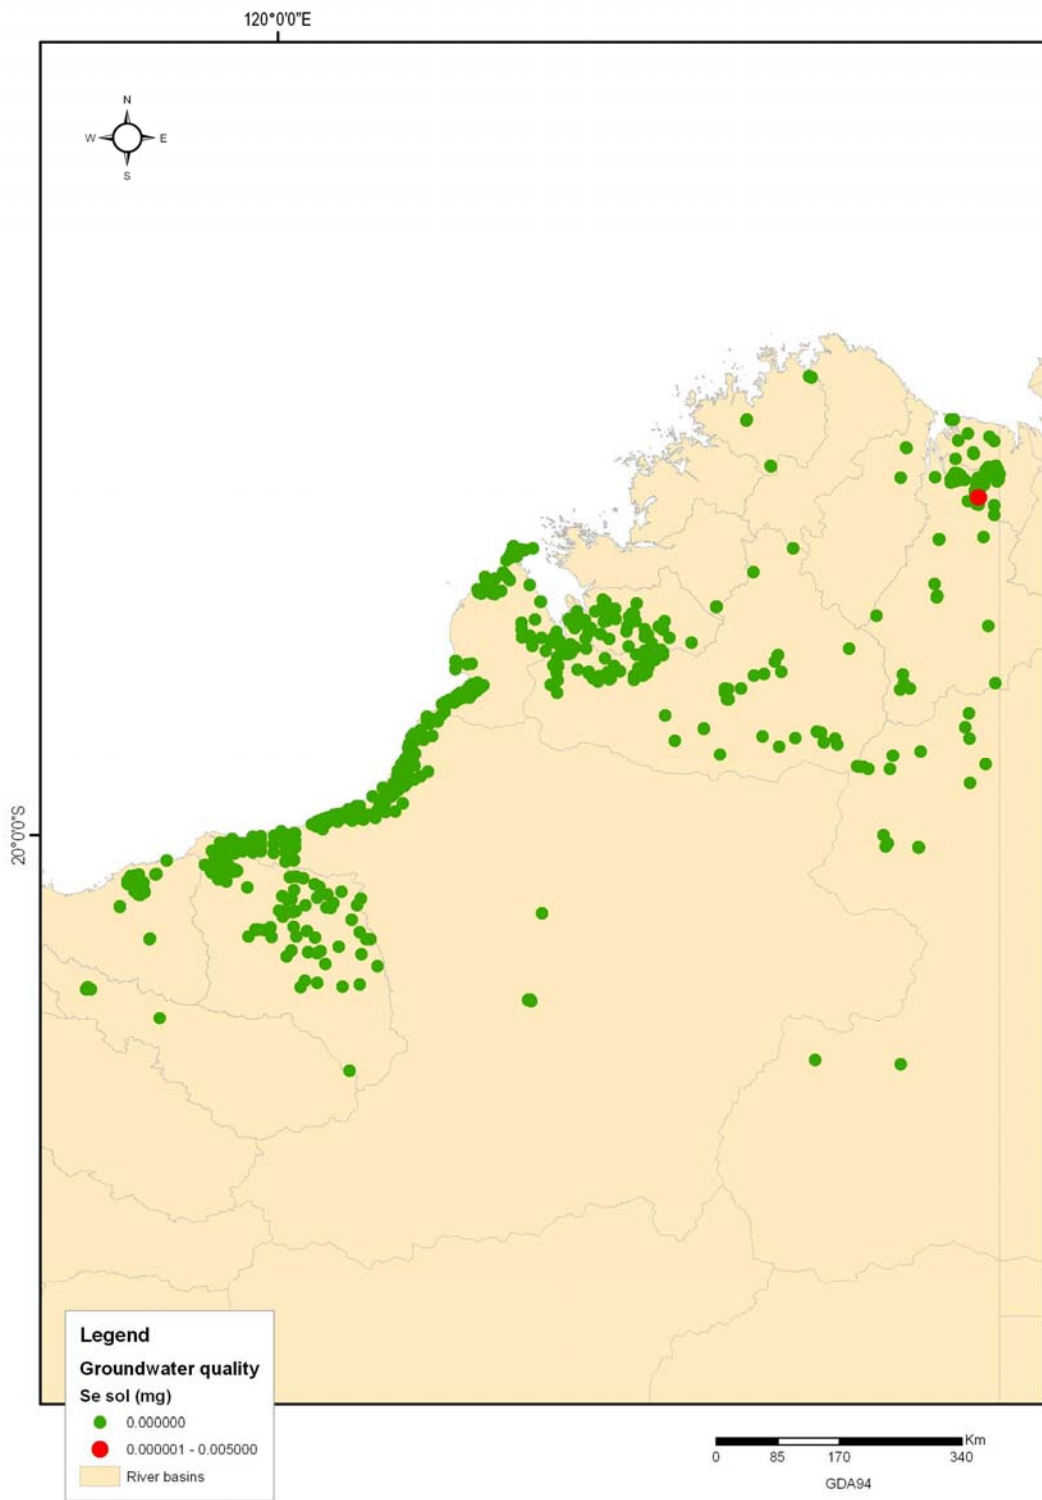 120°0'0"E
N
W E
S
20°0'0"S
Legend
Groundwater quality
Se sol (mg)
0.000000
0.000001 - 0.005000
River basins
Km
0 85 170 340
GDA94